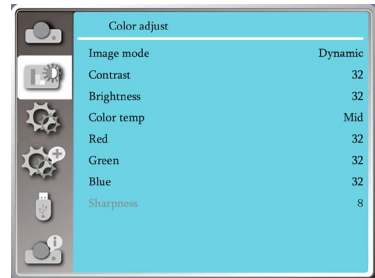 Color adjust
Image mode Dynamic
Contrast 32
Brightness 32
Color temp Mid
Red 32
Green 32
Blue 32
Sharpness 8